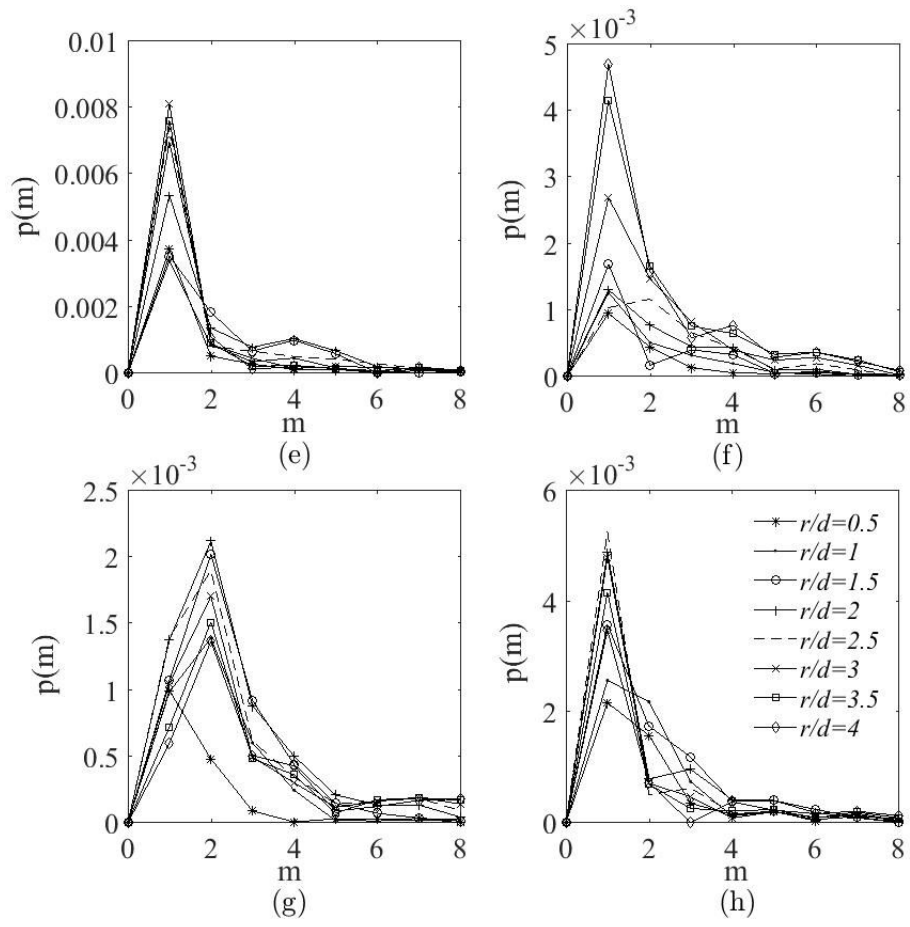 0.01
0.008
0.006
0.004
0.002
0
p(m)
0 2 4 6 8
m
(e)
×10-3
5
4
3
2
1
0
p(m)
0 2 4 6 8
m
(f)
×10-3
2.5
2
1.5
1
0.5
0
p(m)
0 2 4 6 8
m
(g)
×10-3
6
4
2
0
p(m)
r/d=0.5
r/d=1
r/d=1.5
r/d=2
r/d=2.5
r/d=3
r/d=3.5
r/d=4
0 2 4 6 8
m
(h)